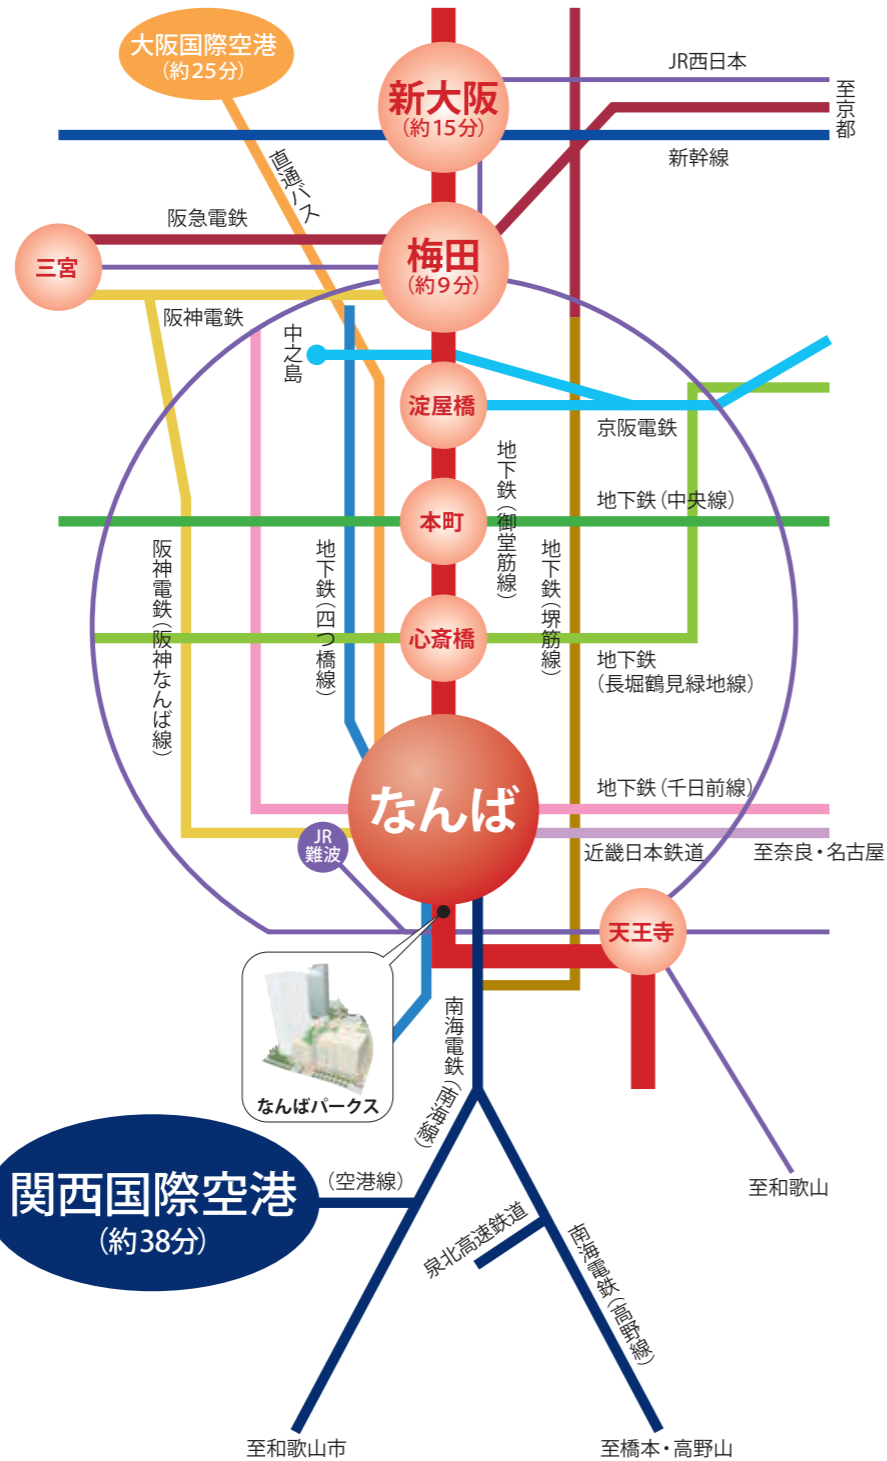 大阪国際空港
(約25分)
新大阪
(約15分)
JR西日本
至京都
新幹線
直通バス
阪急電鉄
三宮
梅田
(約9分)
阪神電鉄
中之島
淀屋橋
京阪電鉄
地下鉄(御堂筋線)
地下鉄(中央線)
本町
阪神電鉄(阪神なんば線)
地下鉄(四つ橋線)
地下鉄(堺筋線)
心斎橋
地下鉄
(長堀鶴見緑地線)
なんば
地下鉄(千日前線)
JR
難波
近畿日本鉄道
至奈良・名古屋
天王寺
なんばパークス
南海電鉄(南海線)
関西国際空港
(約38分)
(空港線)
至和歌山
泉北高速鉄道
南海電鉄(高野線)
至和歌山市
至橋本・高野山